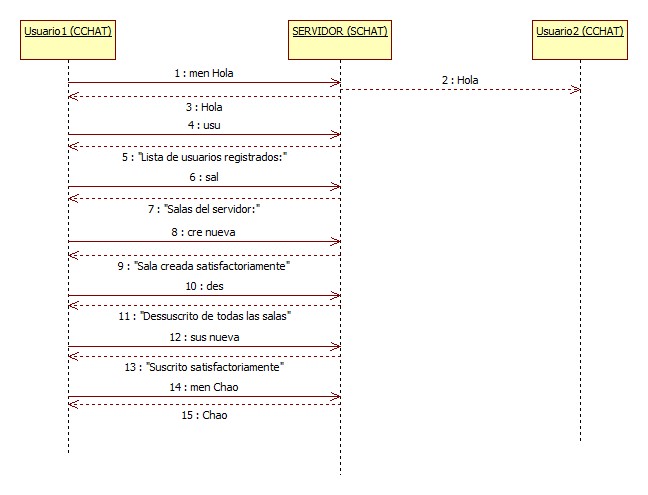 Usuario1 (CCHAT)
SERVIDOR (SCHAT)
Usuario2 (CCHAT)
1 : men Hola
2 : Hola
3 : Hola
4 : usu
5 : "Lista de usuarios registrados:"
6 : sal
7 : "Salas del servidor:"
8 : cre nueva
9 : "Sala creada satisfactoriamente"
10 : des
11 : "Dessuscrito de todas las salas"
12 : sus nueva
13 : "Suscrito satisfactoriamente"
14 : men Chao
15 : Chao